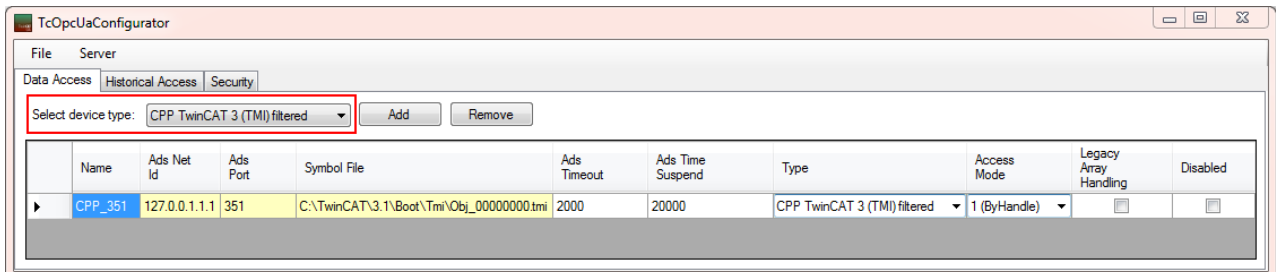 TcOpcUaConfigurator
File Server
Data Access Historical Access Security
Select device type: CPP TwinCAT 3 (TMI) filtered Add Remove
Name Ads Net Id Ads Port Symbol File Ads Timeout Ads Time Suspend Type Access Mode Legacy Array Handling Disabled
CPP_351 127.0.0.1.1.1 351 C:\TwinCAT\3.1\Boot\Tmi\Obj_00000000.tmi 2000 20000 CPP TwinCAT 3 (TMI) filtered 1 (ByHandle)